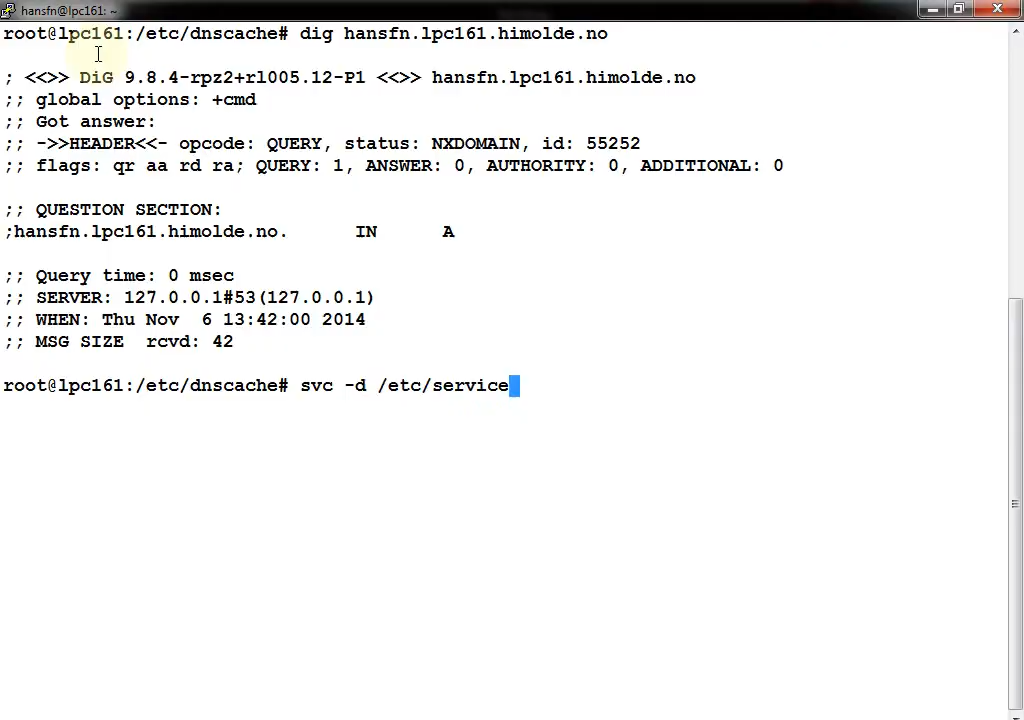 hansfn@lpc161: ~
root@lpc161:/etc/dnscache# dig hansfn.lpc161.himolde.no
; <<>> DiG 9.8.4-rpz2+rl005.12-P1 <<>> hansfn.lpc161.himolde.no
;; global options: +cmd
;; Got answer:
;; ->>HEADER<<- opcode: QUERY, status: NXDOMAIN, id: 55252
;; flags: qr aa rd ra; QUERY: 1, ANSWER: 0, AUTHORITY: 0, ADDITIONAL: 0
;; QUESTION SECTION:
;hansfn.lpc161.himolde.no. IN A
;; Query time: 0 msec
;; SERVER: 127.0.0.1#53(127.0.0.1)
;; WHEN: Thu Nov 6 13:42:00 2014
;; MSG SIZE rcvd: 42
root@lpc161:/etc/dnscache# svc -d /etc/service